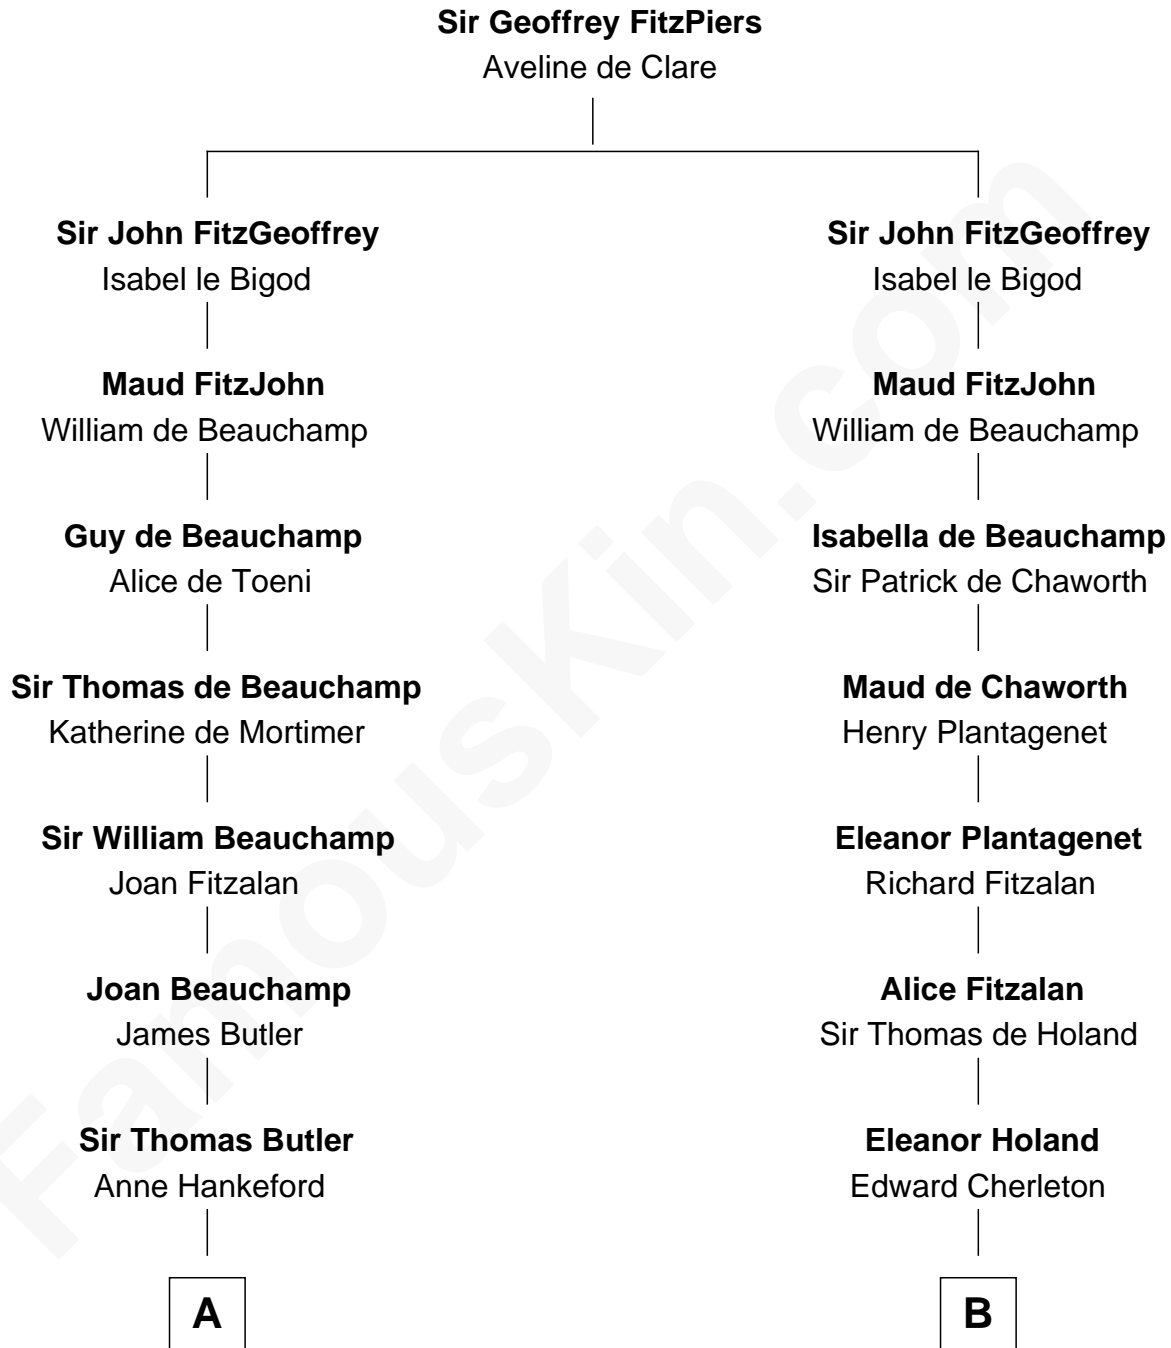 Sir Geoffrey FitzPiers
Aveline de Clare
Sir John FitzGeoffrey
Isabel le Bigod
Maud FitzJohn
William de Beauchamp
Guy de Beauchamp
Alice de Toeni
Sir Thomas de Beauchamp
Katherine de Mortimer
Sir William Beauchamp
Joan Fitzalan
Joan Beauchamp
James Butler
Sir Thomas Butler
Anne Hankeford
A
Sir John FitzGeoffrey
Isabel le Bigod
Maud FitzJohn
William de Beauchamp
Isabella de Beauchamp
Sir Patrick de Chaworth
Maud de Chaworth
Henry Plantagenet
Eleanor Plantagenet
Richard Fitzalan
Alice Fitzalan
Sir Thomas de Holand
Eleanor Holand
Edward Cherleton
B
FamousKin.com